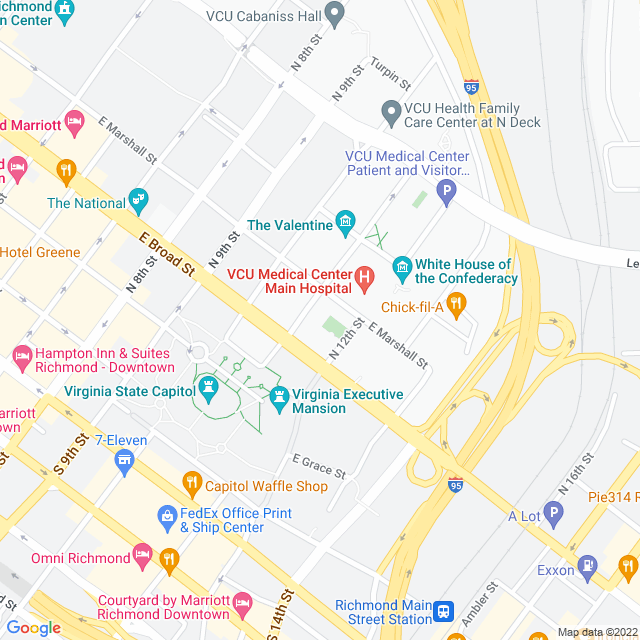 VCU Cabaniss Hall
Richmond
n Center
N 8th St
Turpin St
N 9th St
95
VCU Health Family
Care Center at N Deck
d Marriott
E Marshall St
VCU Medical Center
Patient and Visitor...
The National
The Valentine
E Broad St
N 9th St
Hotel Greene
N 8th St
White House of
the Confederacy
Le
VCU Medical Center
Main Hospital
H
Chick-fil-A
E Marshall St
N 12th St
Hampton Inn & Suites
Richmond - Downtown
Virginia State Capitol
Virginia Executive
Mansion
Marriott
town
7-Eleven
S 9th St
E Grace St
N 16th St
Capitol Waffle Shop
95
Pie314 R
FedEx Office Print
& Ship Center
A Lot
P
Omni Richmond
Exxon
Courtyard by Marriott
Richmond Downtown
S 14th St
Richmond Main
Street Station
Ambler St
Google
Map data ©2022